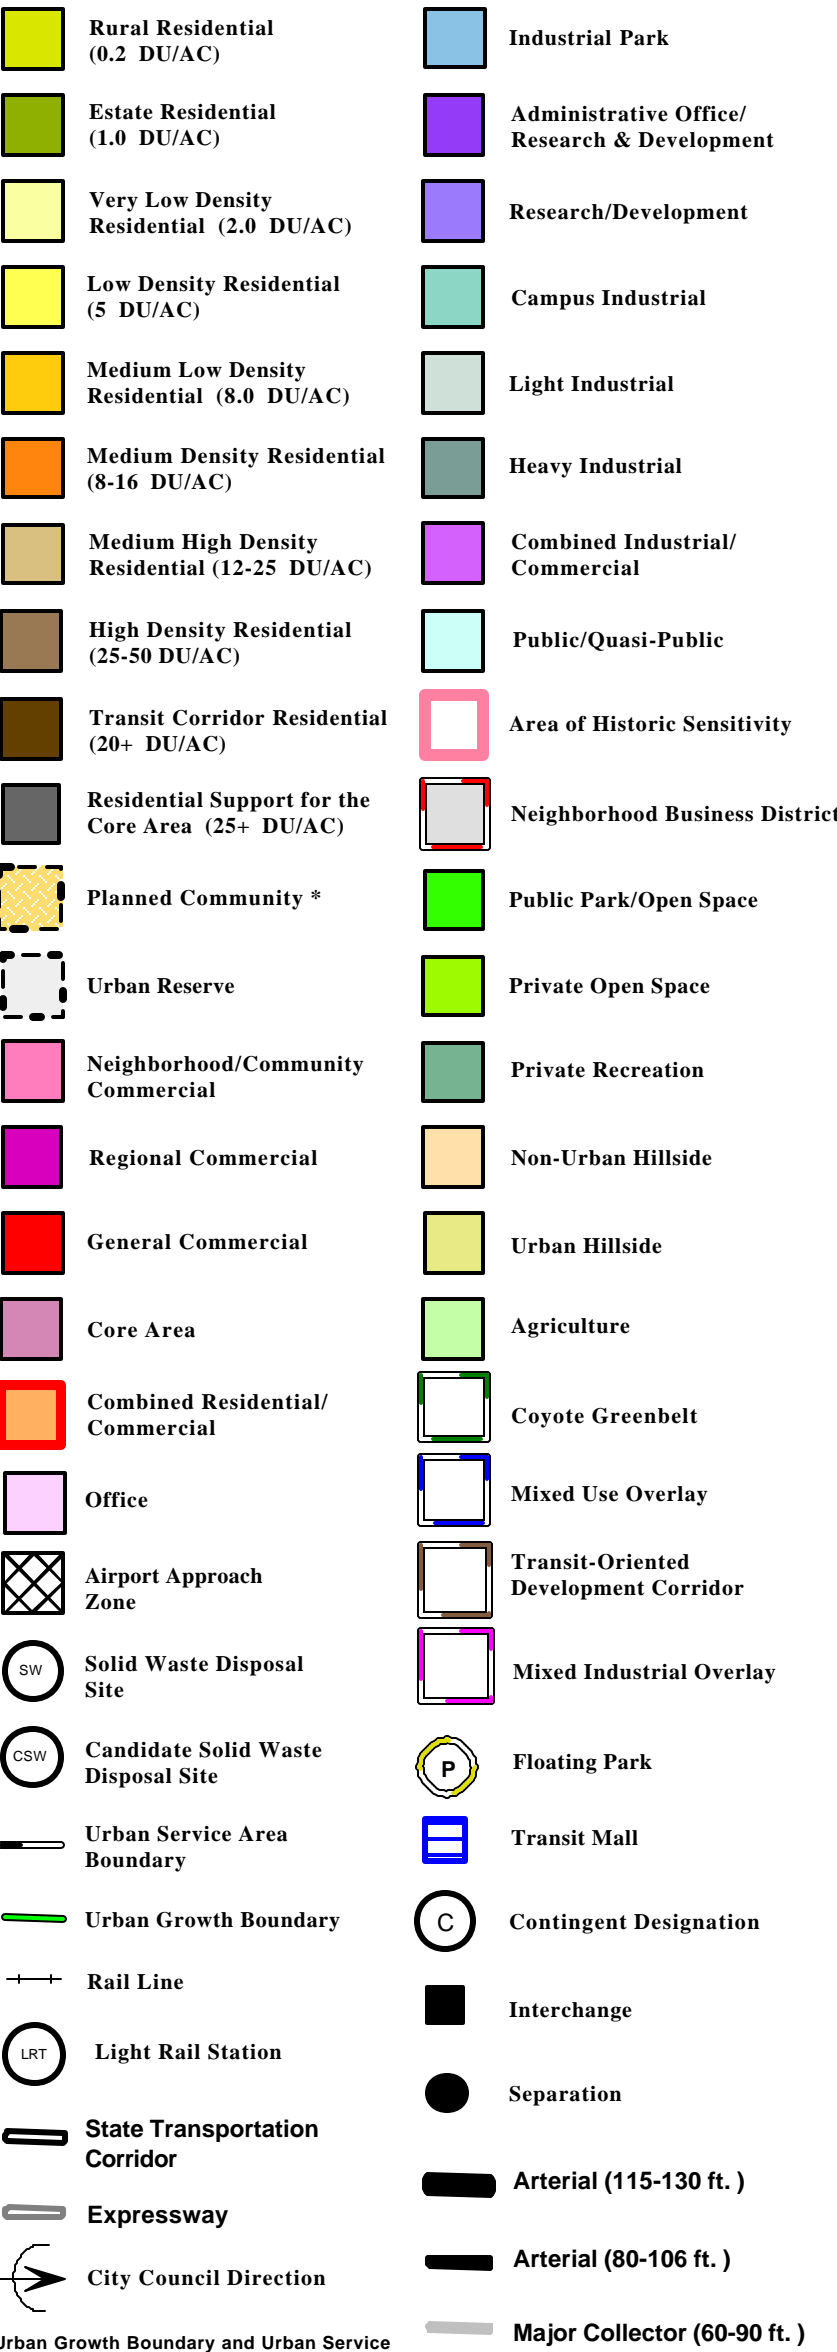 Rural Residential
(0.2 DU/AC)
Estate Residential
(1.0 DU/AC)
Very Low Density
Residential (2.0 DU/AC)
Low Density Residential
(5 DU/AC)
Medium Low Density
Residential (8.0 DU/AC)
Medium Density Residential
(8-16 DU/AC)
Medium High Density
Residential (12-25 DU/AC)
High Density Residential
(25-50 DU/AC)
Transit Corridor Residential
(20+ DU/AC)
Residential Support for the
Core Area (25+ DU/AC)
Planned Community *
Urban Reserve
Neighborhood/Community
Commercial
Regional Commercial
General Commercial
Core Area
Combined Residential/
Commercial
Office
Airport Approach
Zone
SW
Solid Waste Disposal
Site
CSW
Candidate Solid Waste
Disposal Site
Urban Service Area
Boundary
Urban Growth Boundary
Rail Line
LRT
Light Rail Station
State Transportation
Corridor
Expressway
City Council Direction
Urban Growth Boundary and Urban Service
Industrial Park
Administrative Office/
Research & Development
Research/Development
Campus Industrial
Light Industrial
Heavy Industrial
Combined Industrial/
Commercial
Public/Quasi-Public
Area of Historic Sensitivity
Neighborhood Business District
Public Park/Open Space
Private Open Space
Private Recreation
Non-Urban Hillside
Urban Hillside
Agriculture
Coyote Greenbelt
Mixed Use Overlay
Transit-Oriented
Development Corridor
Mixed Industrial Overlay
P
Floating Park
Transit Mall
C
Contingent Designation
Interchange
Separation
Arterial (115-130 ft. )
Arterial (80-106 ft. )
Major Collector (60-90 ft. )